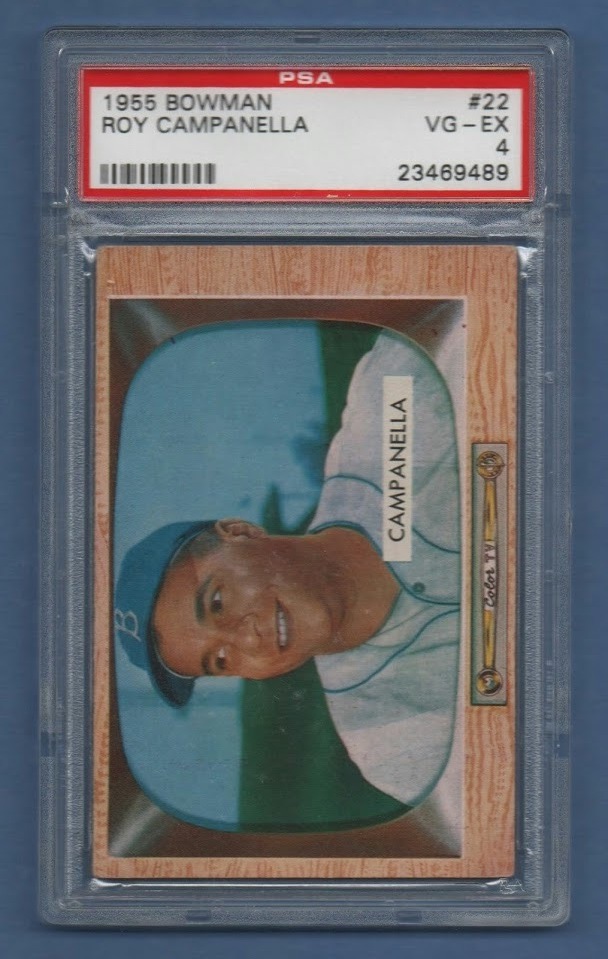 PSA
1955 BOWMAN #22
ROY CAMPANELLA VG-EX
4
23469489
B
CAMPANELLA
Color TV